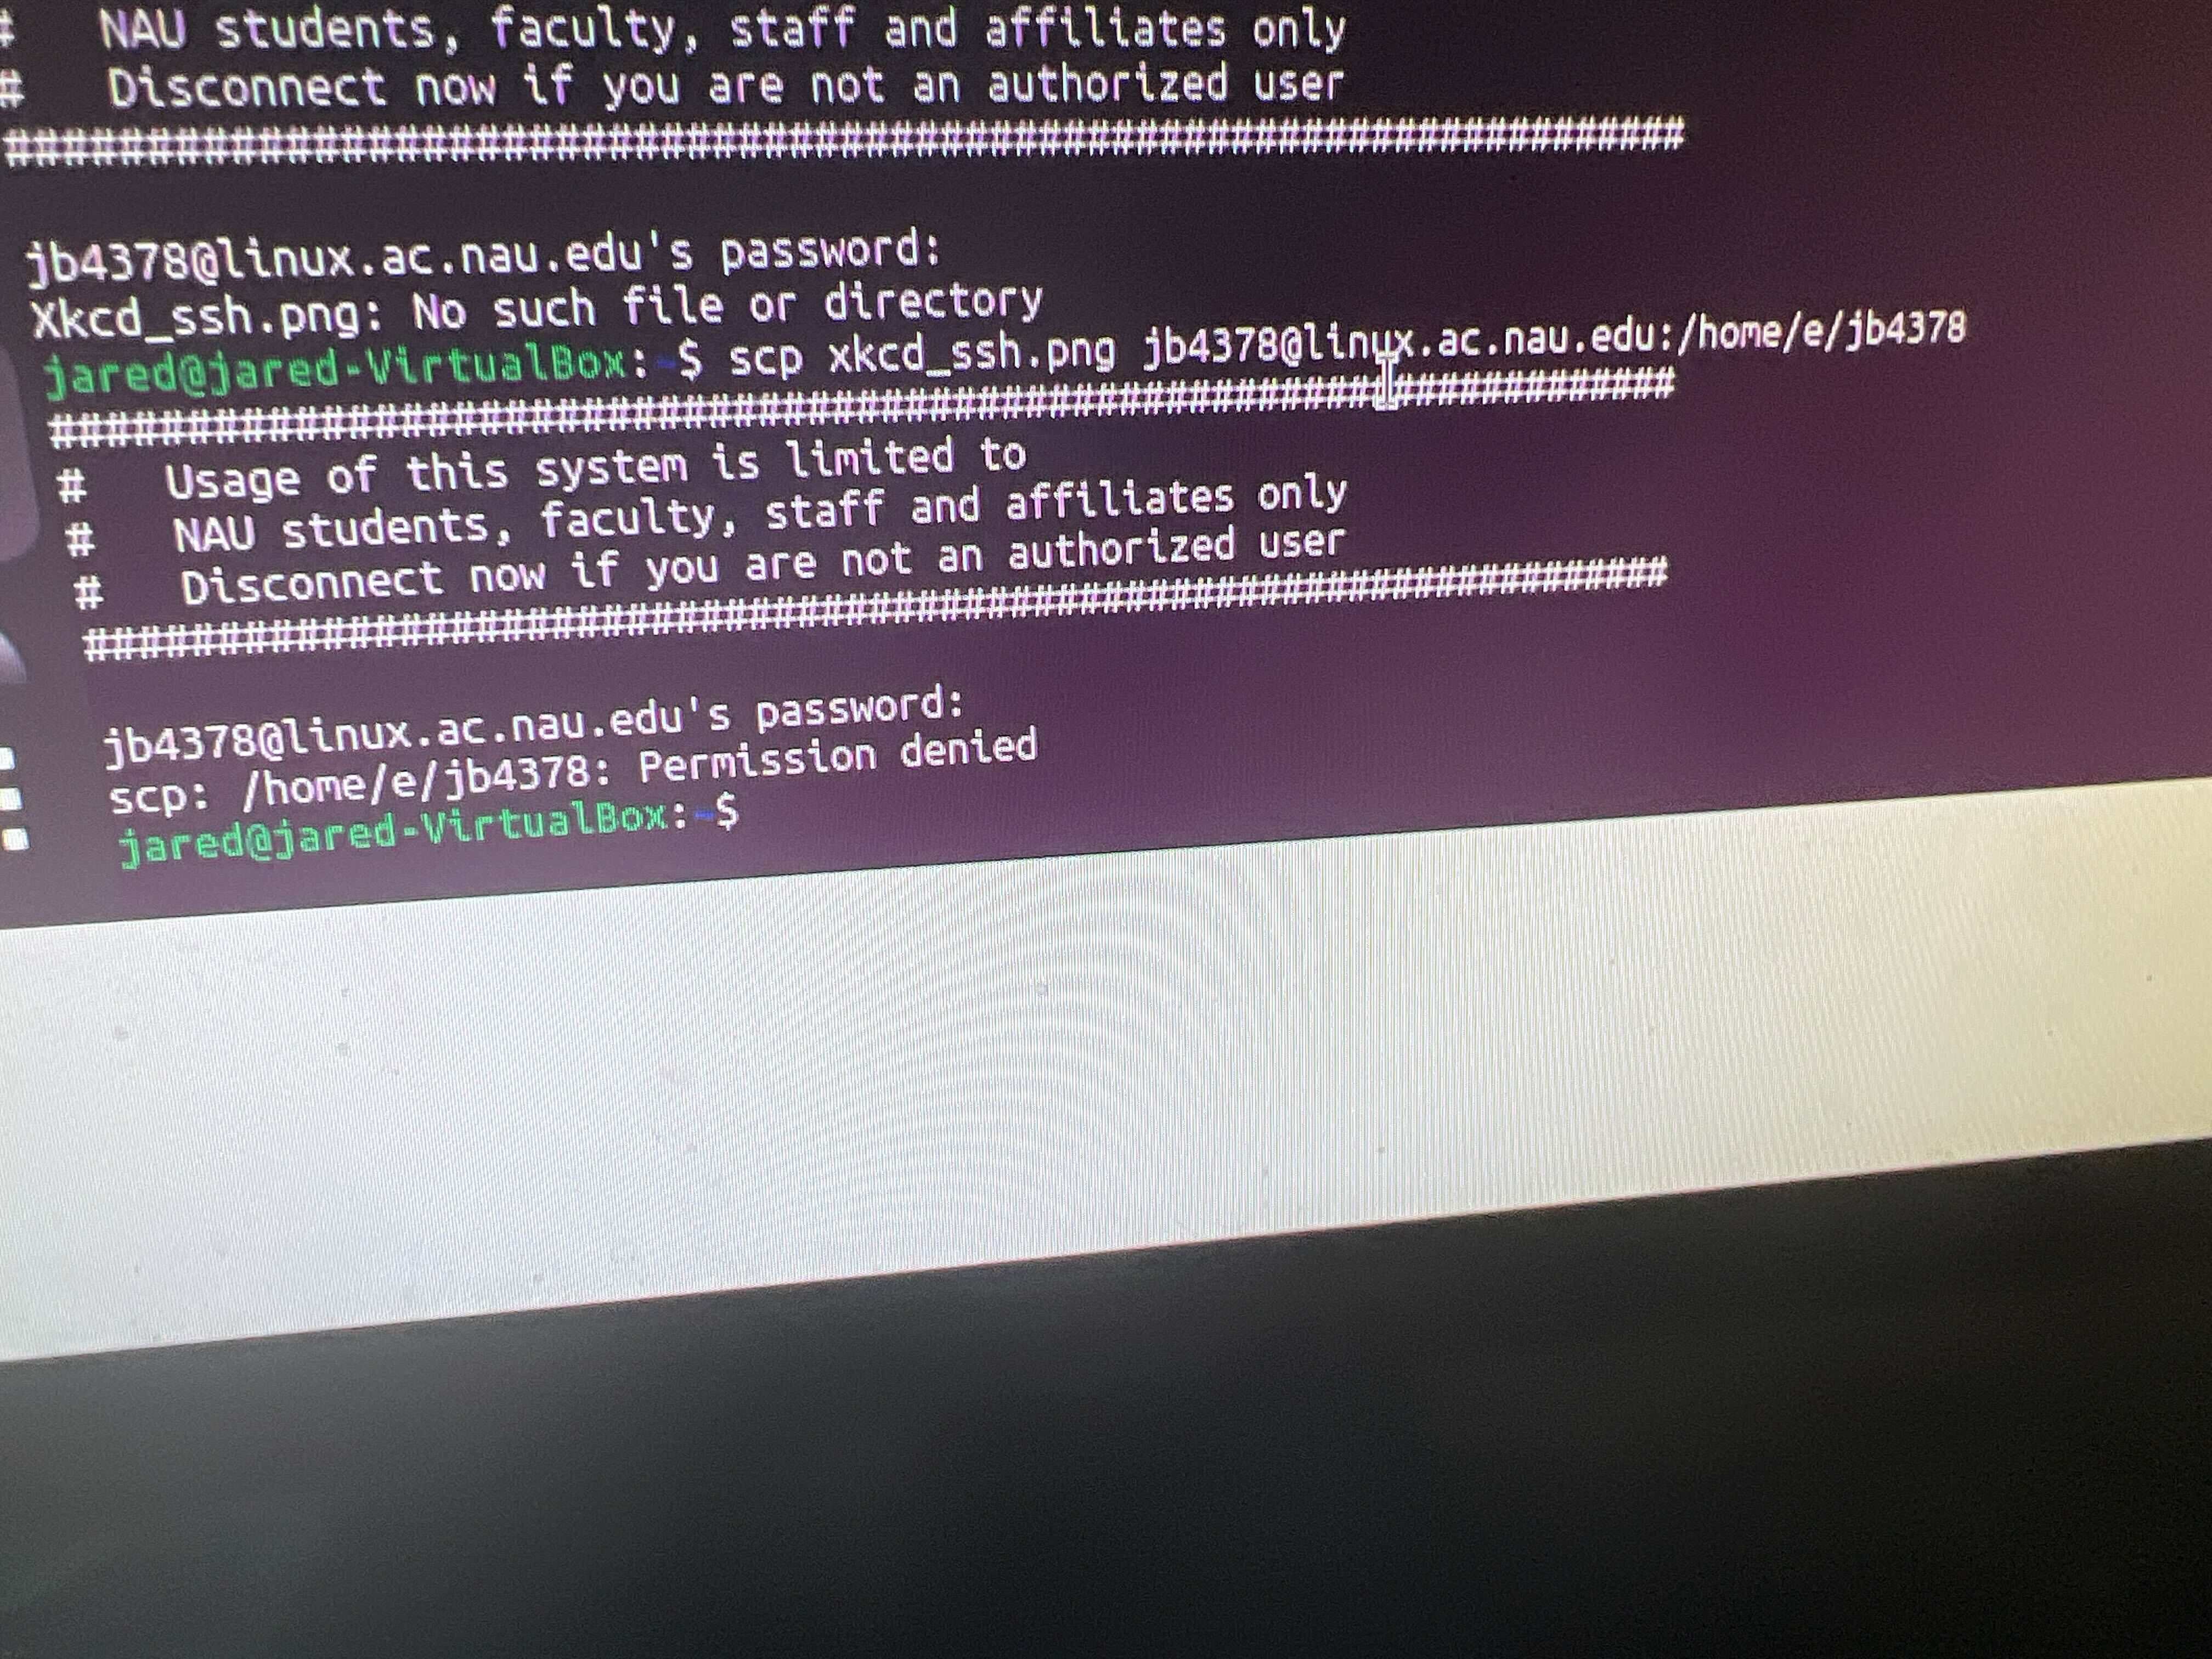 # NAU students, faculty, staff and affiliates only
# Disconnect now if you are not an authorized user
###########################################################
jb4378@linux.ac.nau.edu's password:
Xkcd_ssh.png: No such file or directory
jared@jared-VirtualBox:~$ scp xkcd_ssh.png jb4378@linux.ac.nau.edu:/home/e/jb4378
###########################################################
# Usage of this system is limited to
# NAU students, faculty, staff and affiliates only
# Disconnect now if you are not an authorized user
###########################################################
jb4378@linux.ac.nau.edu's password:
scp: /home/e/jb4378: Permission denied
jared@jared-VirtualBox:~$